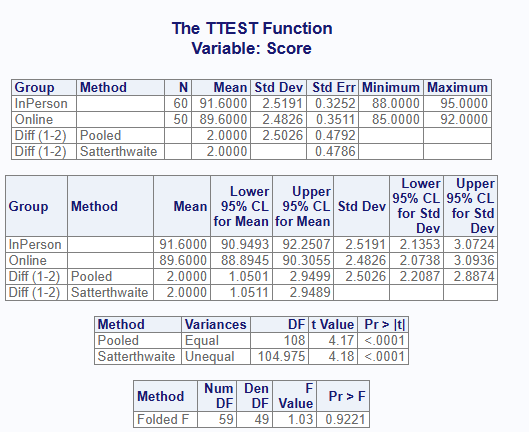 The TTEST Function
Variable: Score
Group Method N Mean Std Dev Std Err Minimum Maximum
InPerson 60 91.6000 2.5191 0.3252 88.0000 95.0000
Online 50 89.6000 2.4826 0.3511 85.0000 92.0000
Diff (1-2) Pooled 2.0000 2.5026 0.4792
Diff (1-2) Satterthwaite 2.0000 0.4786
Group Method Mean Lower 95% CL for Mean Upper 95% CL for Mean Std Dev Lower 95% CL for Std Dev Upper 95% CL for Std Dev
InPerson 91.6000 90.9493 92.2507 2.5191 2.1353 3.0724
Online 89.6000 88.8945 90.3055 2.4826 2.0738 3.0936
Diff (1-2) Pooled 2.0000 1.0501 2.9499 2.5026 2.2087 2.8874
Diff (1-2) Satterthwaite 2.0000 1.0511 2.9489
Method Variances DF t Value Pr > |t|
Pooled Equal 108 4.17 <.0001
Satterthwaite Unequal 104.975 4.18 <.0001
Method Num DF Den DF F Value Pr > F
Folded F 59 49 1.03 0.9221